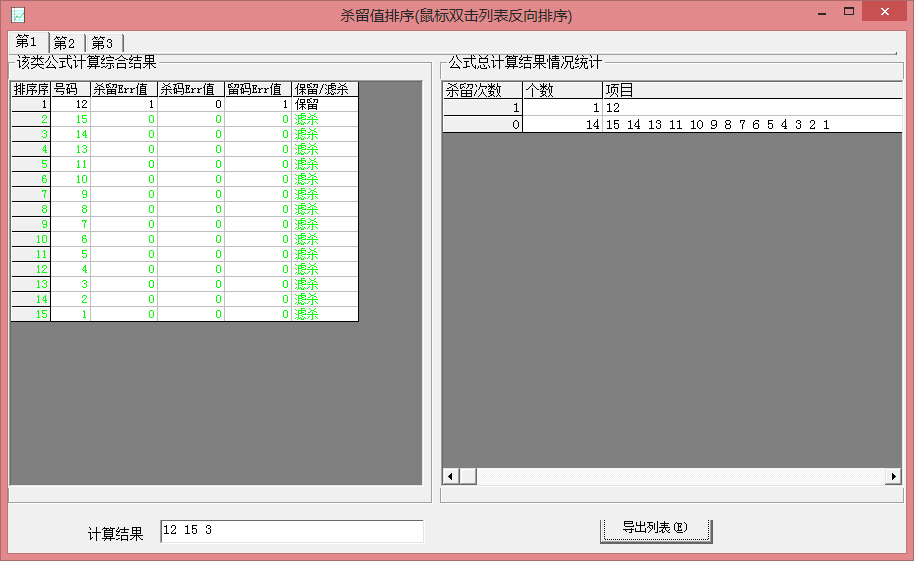 杀留值排序(鼠标双击列表反向排序)
第1 第2 第3
该类公式计算综合结果
排序序 号码 杀留Err值 杀码Err值 留码Err值 保留/滤杀
1 12 1 0 1 保留
2 15 0 0 0 滤杀
3 14 0 0 0 滤杀
4 13 0 0 0 滤杀
5 11 0 0 0 滤杀
6 10 0 0 0 滤杀
7 9 0 0 0 滤杀
8 8 0 0 0 滤杀
9 7 0 0 0 滤杀
10 6 0 0 0 滤杀
11 5 0 0 0 滤杀
12 4 0 0 0 滤杀
13 3 0 0 0 滤杀
14 2 0 0 0 滤杀
15 1 0 0 0 滤杀
公式总计算结果情况统计
杀留次数 个数 项目
1 1 12
0 14 15 14 13 11 10 9 8 7 6 5 4 3 2 1
计算结果 12 15 3
导出列表(E)